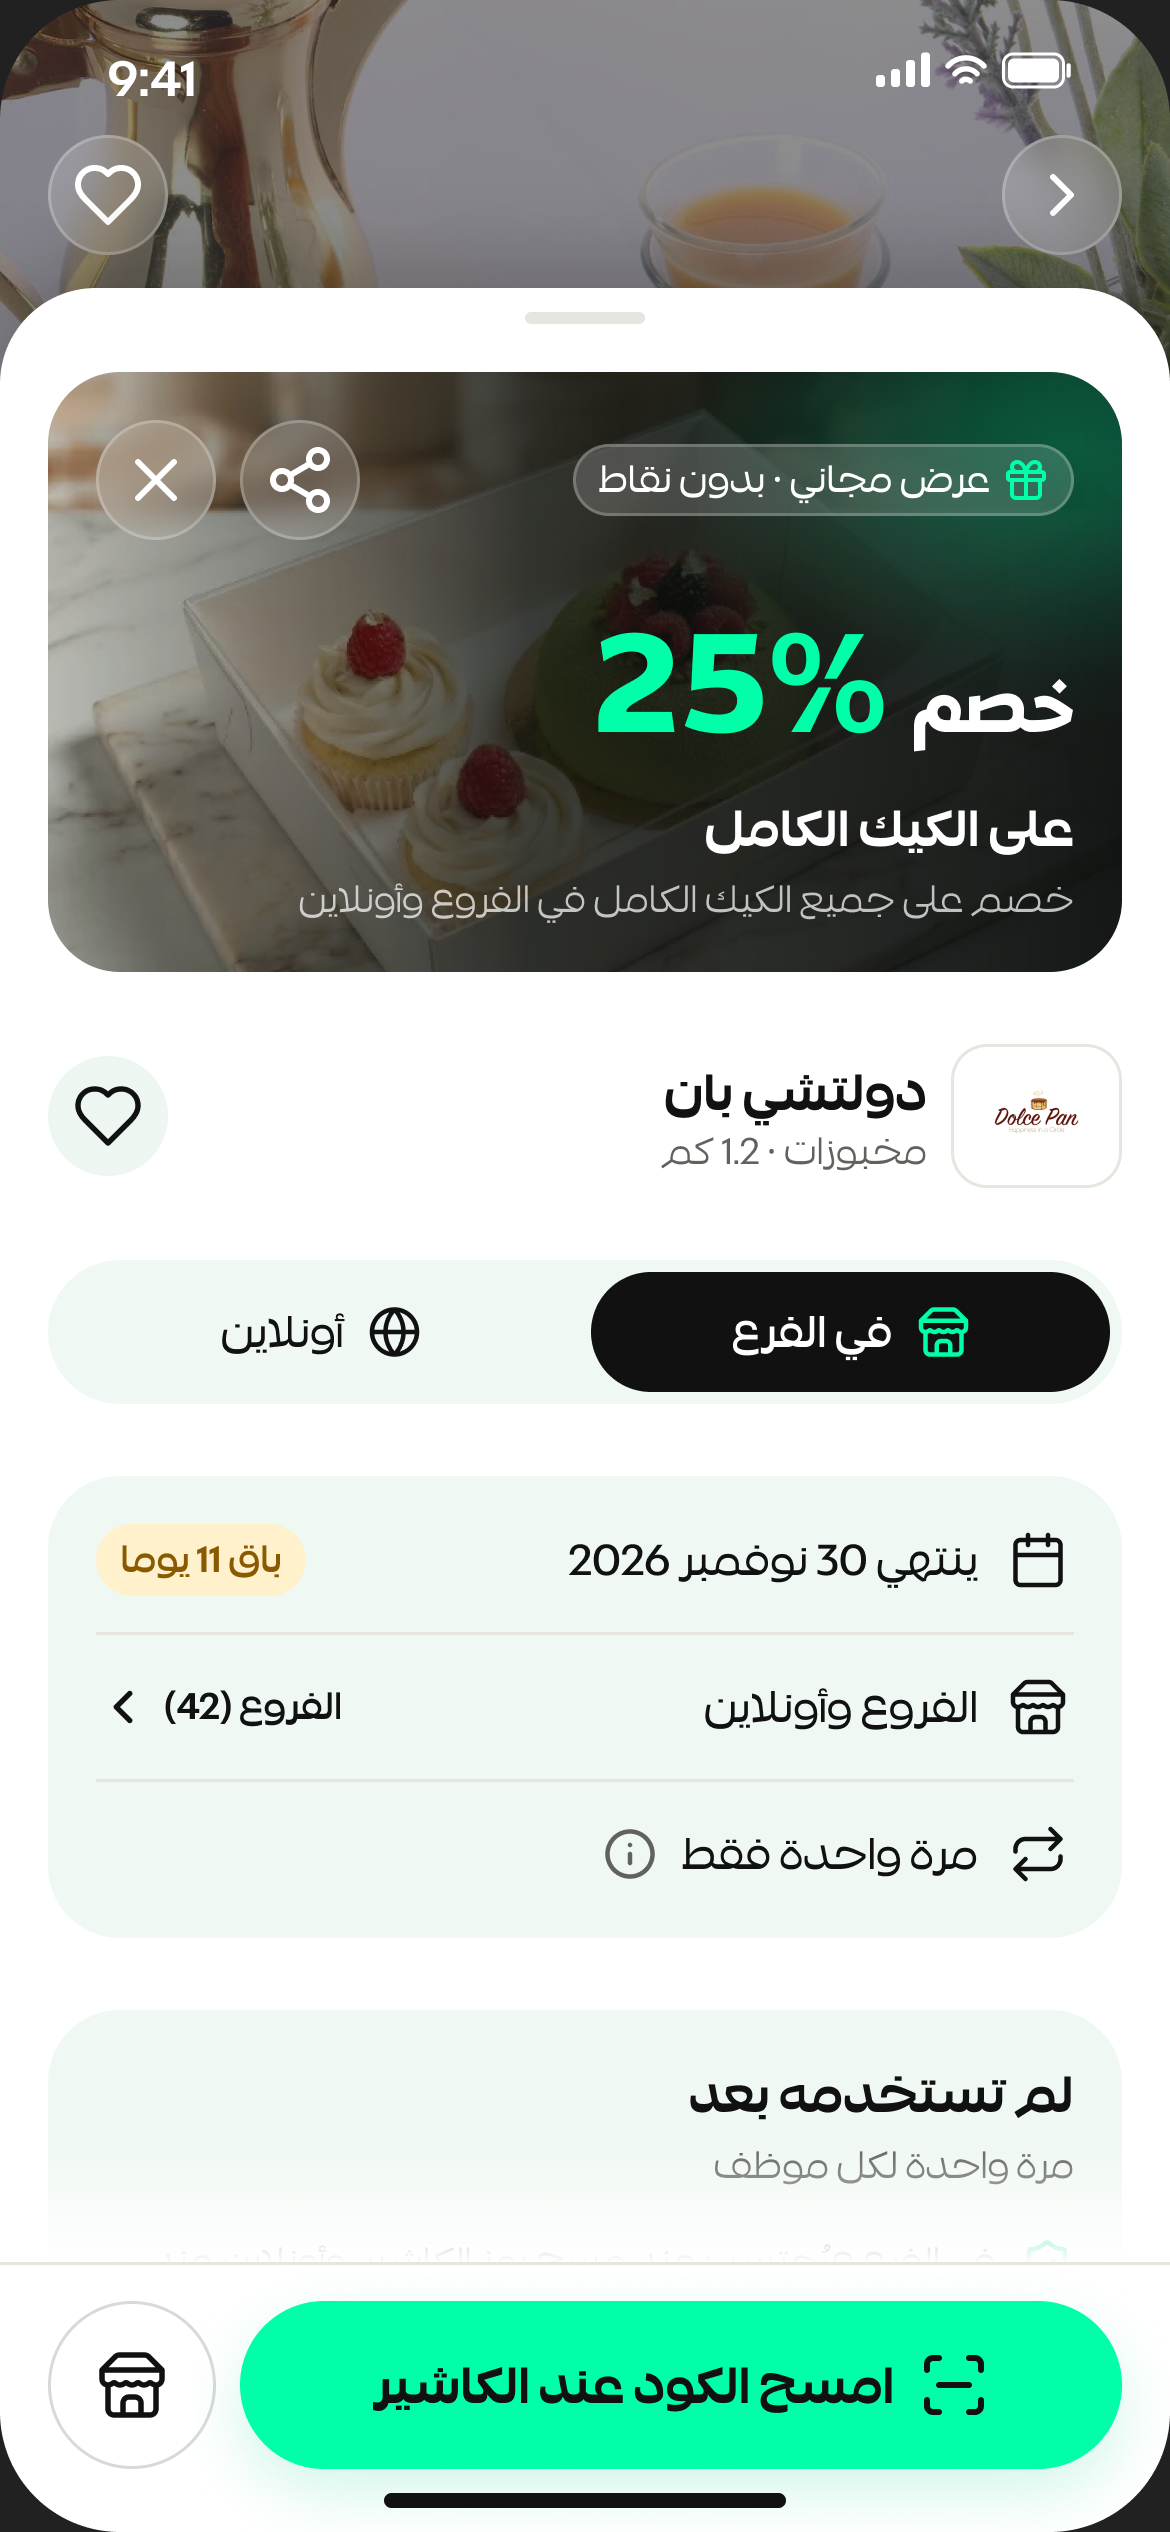 9:41
عرض مجاني · بدون نقاط
خصم 25%
على الكيك الكامل
خصم على جميع الكيك الكامل في الفروع وأونلاين
Dolce Pan
دولتشي بان
مخبوزات · 1.2 كم
في الفرع
أونلاين
ينتهي 30 نوفمبر 2026
باق 11 يوما
الفروع وأونلاين
الفروع (42)
مرة واحدة فقط
لم تستخدمه بعد
مرة واحدة لكل موظف
امسح الكود عند الكاشير